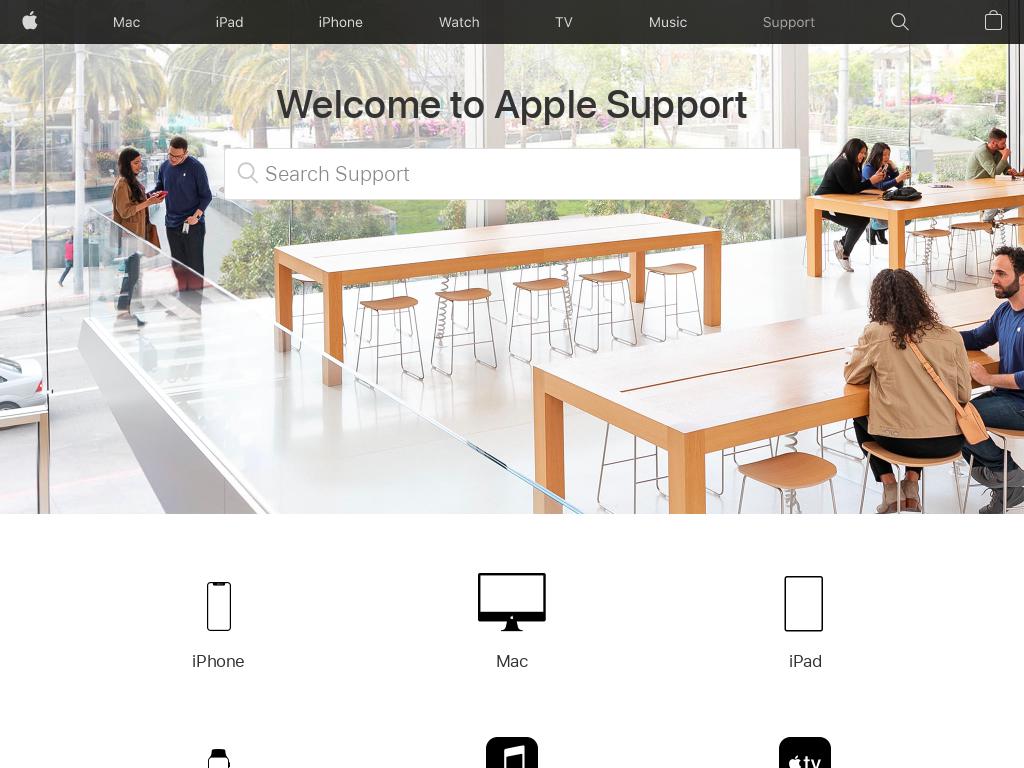 Mac iPad iPhone Watch TV Music Support
Welcome to Apple Support
Search Support
iPhone Mac iPad
tv